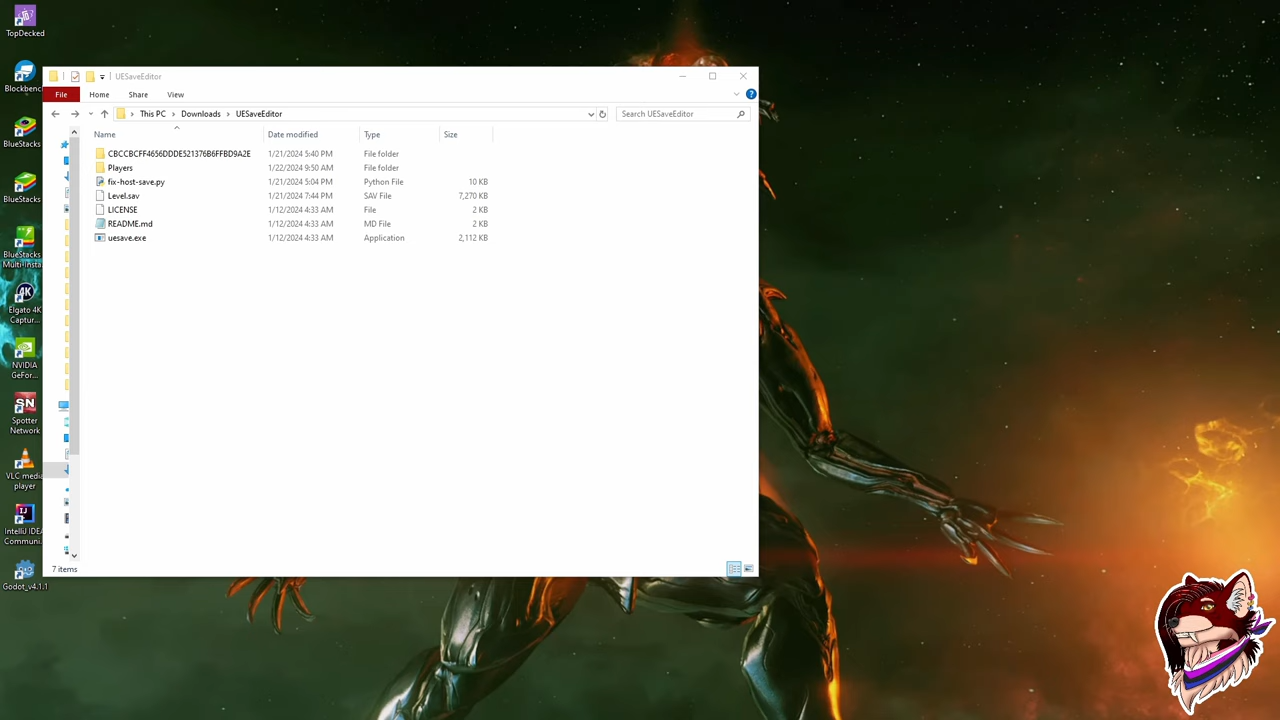 TopDecked
Blockbenc
BlueStacks
BlueStacks
BlueStacks
Multi-Insta
Elgato 4K
Captur...
NVIDIA
GeFor...
Spotter
Network
VLC media
player
IntelliJ IDEA
Communi...
Godot_v4.1.1
UESaveEditor
File Home Share View
This PC > Downloads > UESaveEditor
Search UESaveEditor
Name Date modified Type Size
CBCCBCFF4656DDDE521376B6FFBD9A2E 1/21/2024 5:40 PM File folder
Players 1/22/2024 9:50 AM File folder
fix-host-save.py 1/21/2024 5:04 PM Python File 10 KB
Level.sav 1/21/2024 7:44 PM SAV File 7,270 KB
LICENSE 1/12/2024 4:33 AM File 2 KB
README.md 1/12/2024 4:33 AM MD File 2 KB
uesave.exe 1/12/2024 4:33 AM Application 2,112 KB
7 items